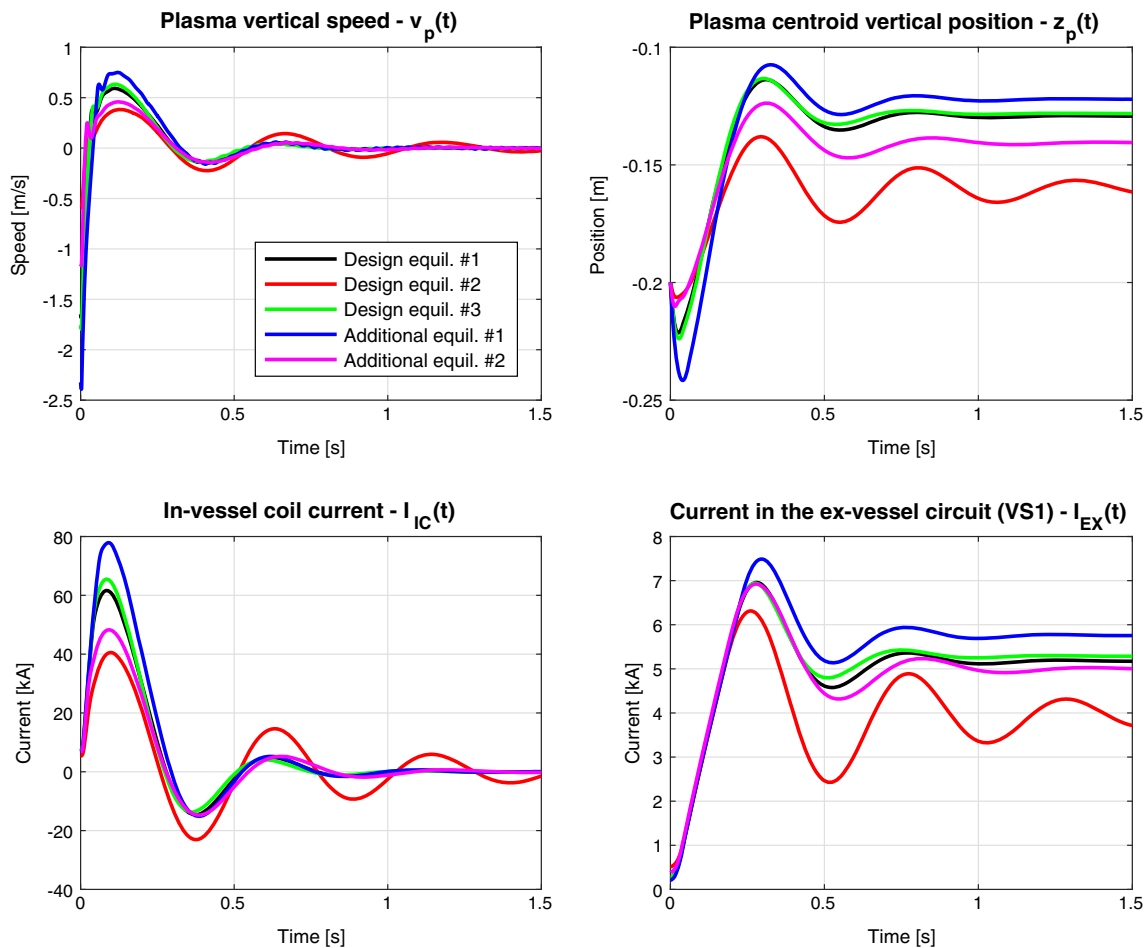 Plasma vertical speed - v_p(t)
1
0.5
0
-0.5
-1
-1.5
-2
-2.5
Speed [m/s]
Design equil. #1
Design equil. #2
Design equil. #3
Additional equil. #1
Additional equil. #2
0
0.5
1
1.5
Time [s]
Plasma centroid vertical position - z_p(t)
-0.1
-0.15
-0.2
-0.25
Position [m]
0
0.5
1
1.5
Time [s]
In-vessel coil current - I_IC(t)
80
60
40
20
0
-20
-40
Current [kA]
0
0.5
1
1.5
Time [s]
Current in the ex-vessel circuit (VS1) - I_EX(t)
8
7
6
5
4
3
2
1
0
Current [kA]
0
0.5
1
1.5
Time [s]